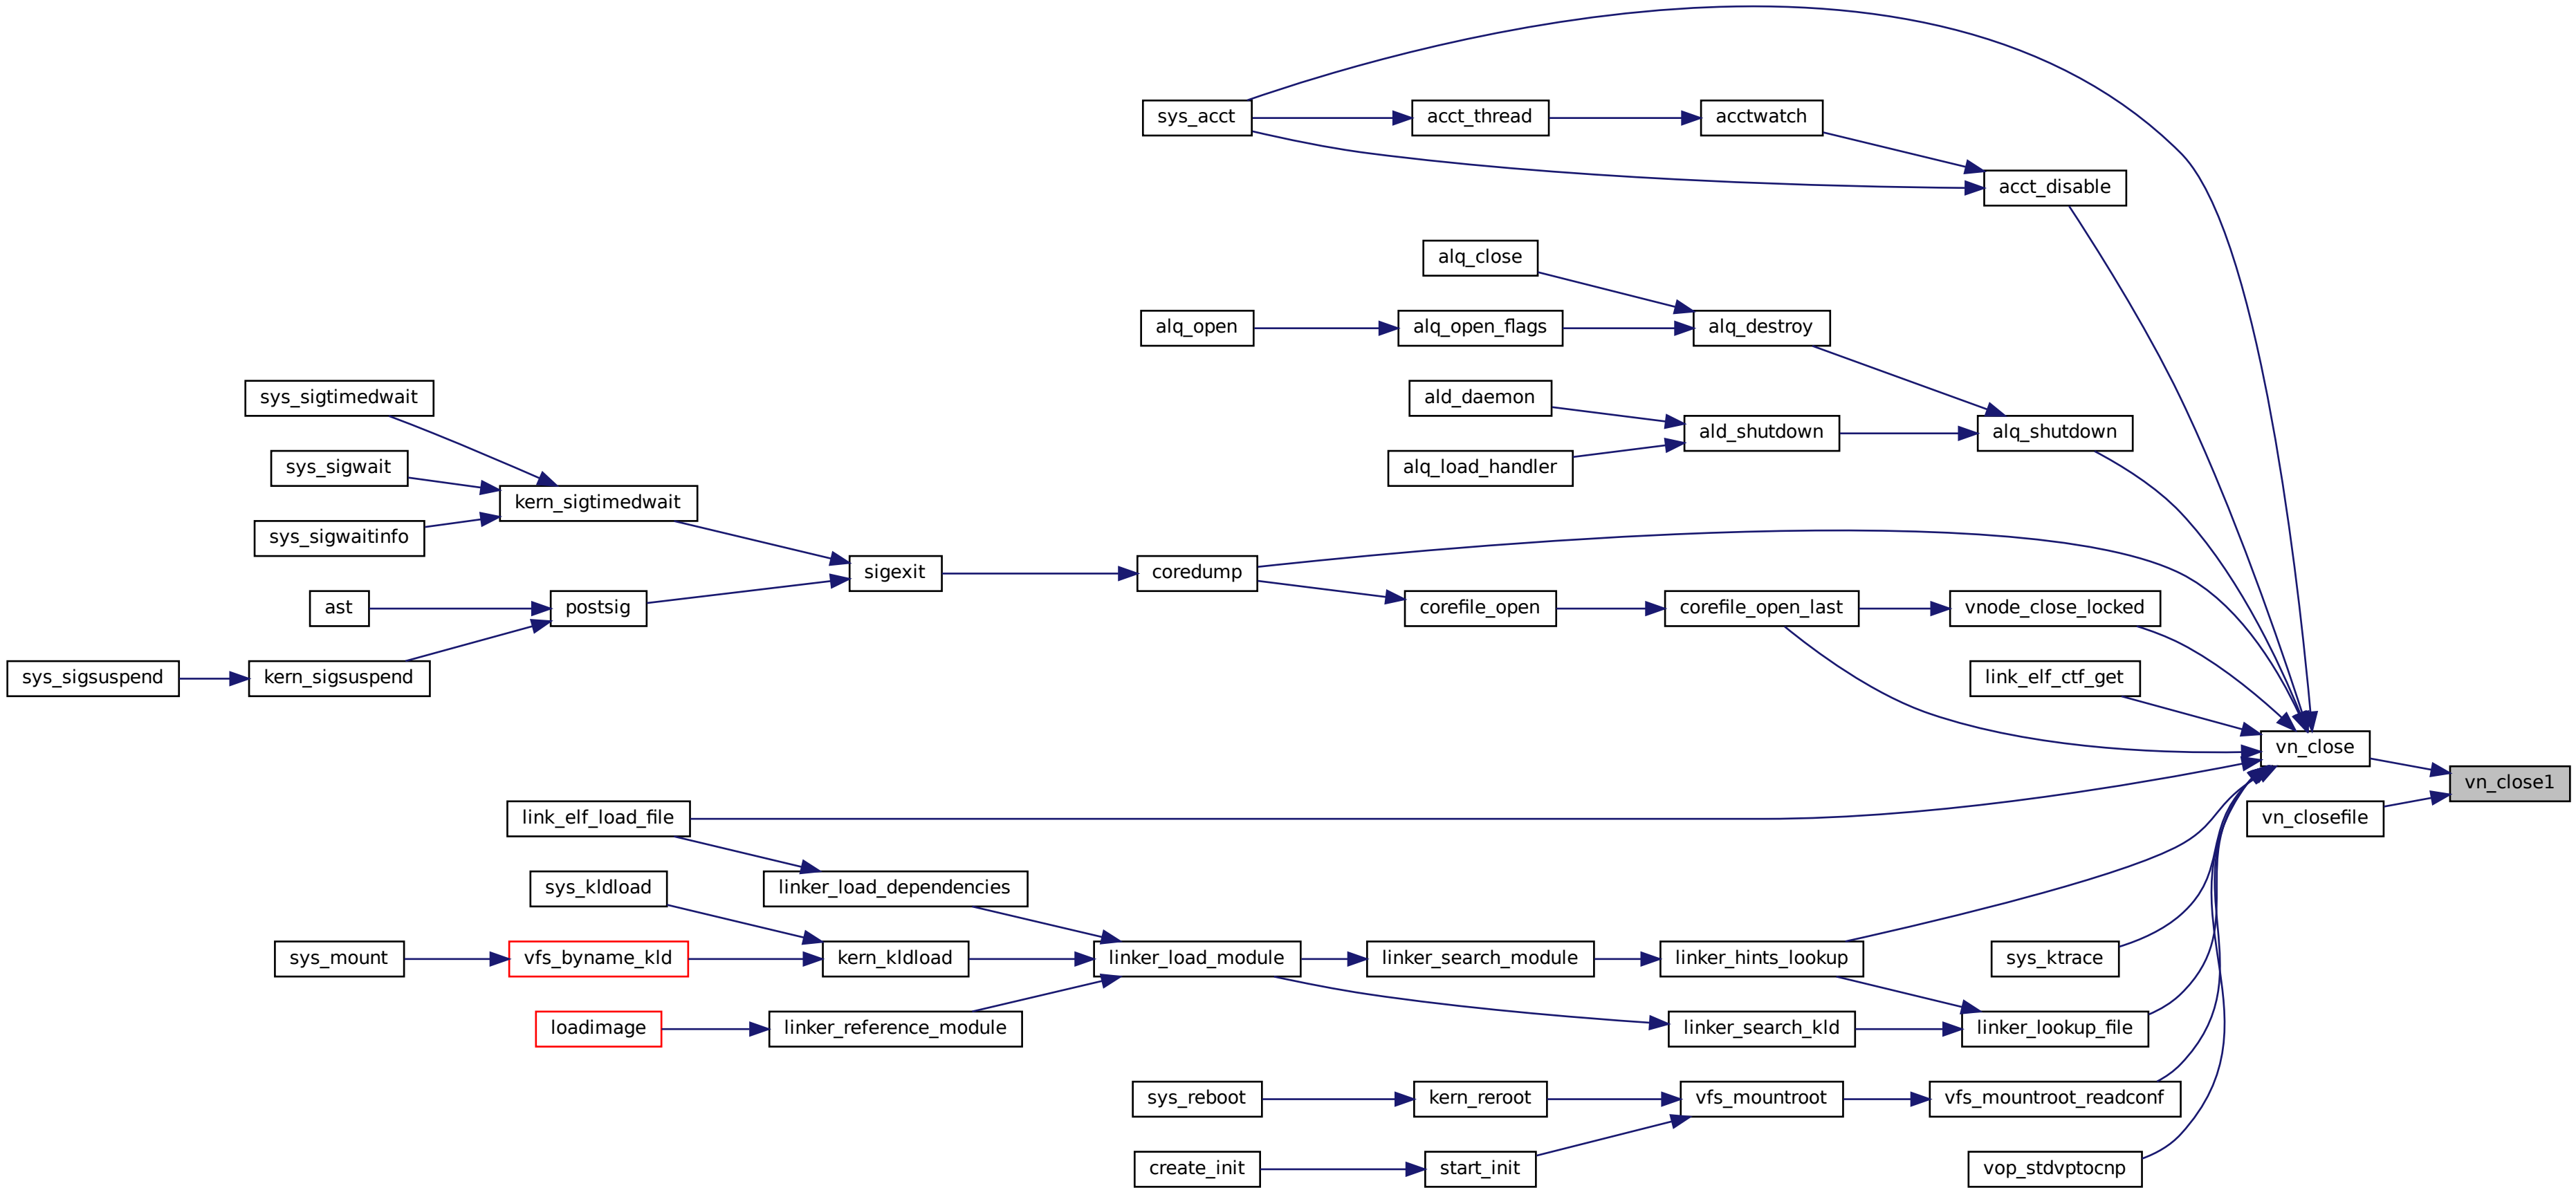 sys_acct
acct_thread
acctwatch
acct_disable
alq_close
alq_open
alq_open_flags
alq_destroy
sys_sigtimedwait
ald_daemon
ald_shutdown
alq_shutdown
sys_sigwait
alq_load_handler
kern_sigtimedwait
sys_sigwaitinfo
sigexit
coredump
ast
postsig
corefile_open
corefile_open_last
vnode_close_locked
sys_sigsuspend
kern_sigsuspend
link_elf_ctf_get
vn_close
vn_close1
link_elf_load_file
vn_closefile
sys_kldload
linker_load_dependencies
sys_mount
vfs_byname_kld
kern_kldload
linker_load_module
linker_search_module
linker_hints_lookup
sys_ktrace
loadimage
linker_reference_module
linker_search_kld
linker_lookup_file
sys_reboot
kern_reroot
vfs_mountroot
vfs_mountroot_readconf
create_init
start_init
vop_stdvptocnp